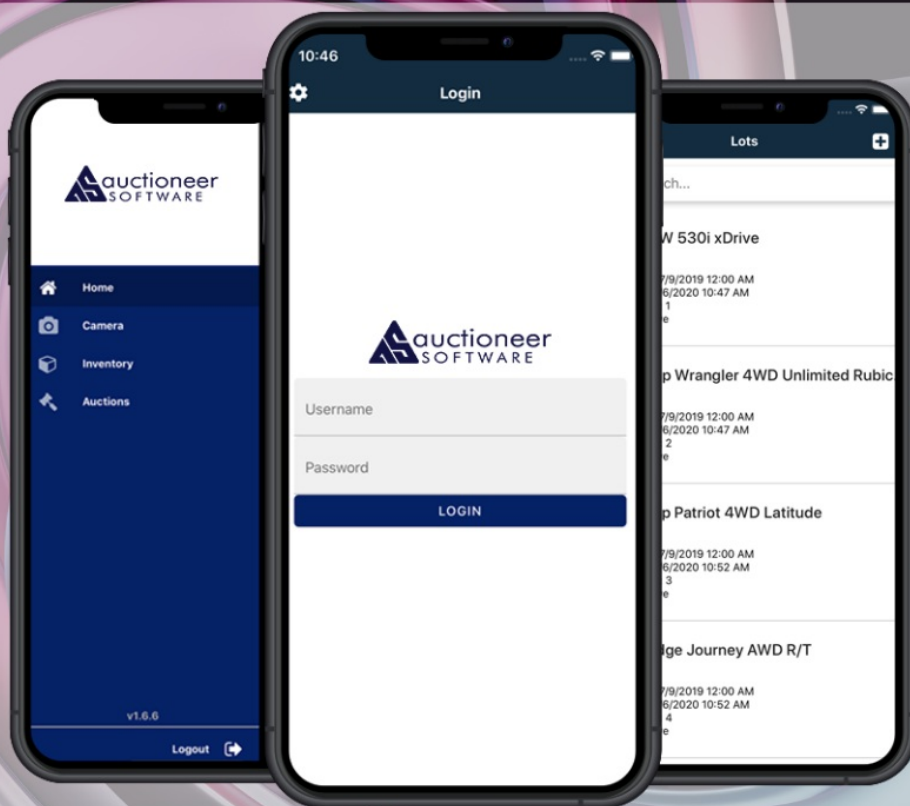 auctioneer
SOFTWARE
Home
Camera
Inventory
Auctions
v1.6.6
Logout
10:46
Login
auctioneer
SOFTWARE
Username
Password
LOGIN
Lots
ch...
W 530i xDrive
7/9/2019 12:00 AM
6/2020 10:47 AM
1
e
p Wrangler 4WD Unlimited Rubic
7/9/2019 12:00 AM
6/2020 10:47 AM
2
e
p Patriot 4WD Latitude
7/9/2019 12:00 AM
6/2020 10:52 AM
3
e
dge Journey AWD R/T
7/9/2019 12:00 AM
6/2020 10:52 AM
4
e